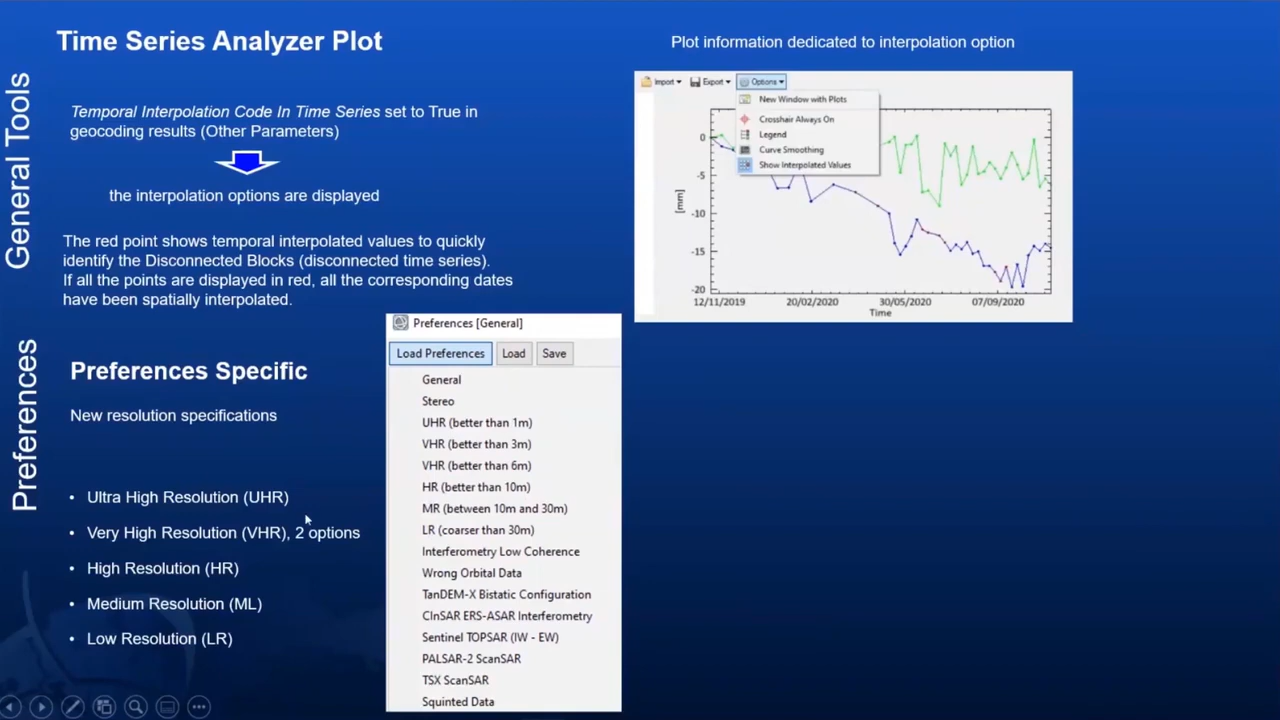 Time Series Analyzer Plot
General Tools
Temporal Interpolation Code In Time Series set to True in
geocoding results (Other Parameters)
the interpolation options are displayed
The red point shows temporal interpolated values to quickly
identify the Disconnected Blocks (disconnected time series).
If all the points are displayed in red, all the corresponding dates
have been spatially interpolated.
Plot information dedicated to interpolation option
Import
Export
Options
New Window with Plots
Crosshair Always On
Legend
Curve Smoothing
Show Interpolated Values
0
-5
-10
-15
-20
[mm]
12/11/2019
20/02/2020
30/05/2020
07/09/2020
Time
Preferences
Preferences Specific
New resolution specifications
• Ultra High Resolution (UHR)
• Very High Resolution (VHR), 2 options
• High Resolution (HR)
• Medium Resolution (ML)
• Low Resolution (LR)
Preferences [General]
Load Preferences
Load
Save
General
Stereo
UHR (better than 1m)
VHR (better than 3m)
VHR (better than 6m)
HR (better than 10m)
MR (between 10m and 30m)
LR (coarser than 30m)
Interferometry Low Coherence
Wrong Orbital Data
TanDEM-X Bistatic Configuration
CInSAR ERS-ASAR Interferometry
Sentinel TOPSAR (IW - EW)
PALSAR-2 ScanSAR
TSX ScanSAR
Squinted Data